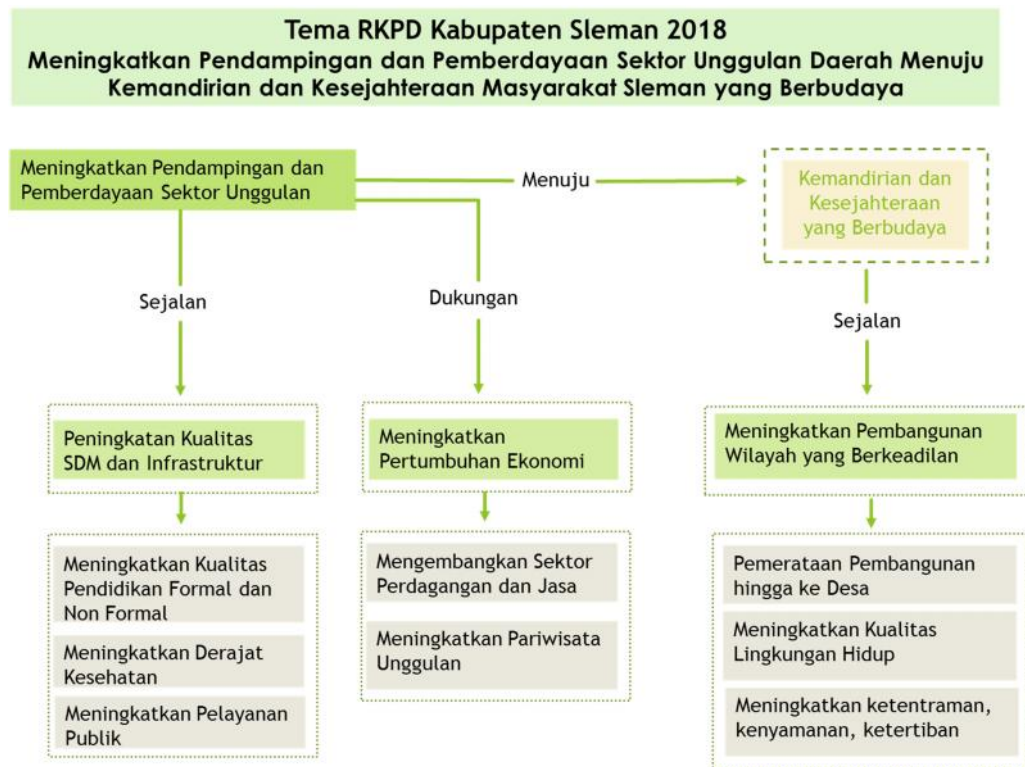 Tema RKPD Kabupaten Sleman 2018
Meningkatkan Pendampingan dan Pemberdayaan Sektor Unggulan Daerah Menuju
Kemandirian dan Kesejahteraan Masyarakat Sleman yang Berbudaya
Meningkatkan Pendampingan dan
Pemberdayaan Sektor Unggulan
Menuju
Kemandirian dan
Kesejahteraan
yang Berbudaya
Sejalan
Dukungan
Sejalan
Peningkatan Kualitas
SDM dan Infrastruktur
Meningkatkan
Pertumbuhan Ekonomi
Meningkatkan Pembangunan
Wilayah yang Berkeadilan
Meningkatkan Kualitas
Pendidikan Formal dan
Non Formal
Meningkatkan Derajat
Kesehatan
Meningkatkan Pelayanan
Publik
Mengembangkan Sektor
Perdagangan dan Jasa
Meningkatkan Pariwisata
Unggulan
Pemerataan Pembangunan
hingga ke Desa
Meningkatkan Kualitas
Lingkungan Hidup
Meningkatkan ketentraman,
kenyamanan, ketertiban